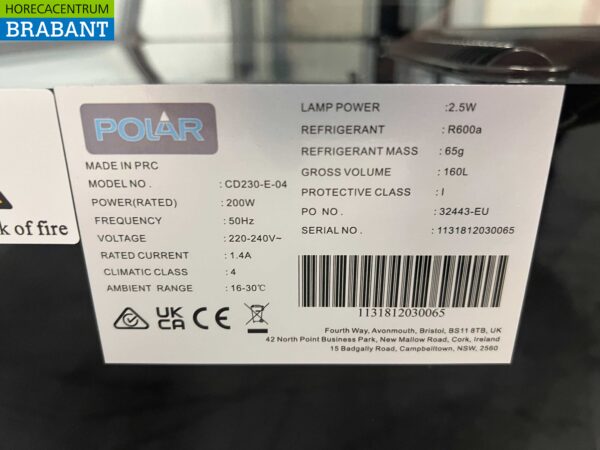 HORECACENTRUM
BRABANT
k of fire
POLAR
MADE IN PRC
MODEL NO. : CD230-E-04
POWER(RATED) : 200W
FREQUENCY : 50Hz
VOLTAGE : 220-240V~
RATED CURRENT : 1.4A
CLIMATIC CLASS : 4
AMBIENT RANGE : 16-30℃
LAMP POWER :2.5W
REFRIGERANT : R600a
REFRIGERANT MASS : 65g
GROSS VOLUME : 160L
PROTECTIVE CLASS : I
PO NO. : 32443-EU
SERIAL NO. : 1131812030065
1131812030065
UK
CA
CE
Fourth Way, Avonmouth, Bristol, BS11 8TB, UK
42 North Point Business Park, New Mallow Road, Cork, Ireland
15 Badgally Road, Campbelltown, NSW, 2560